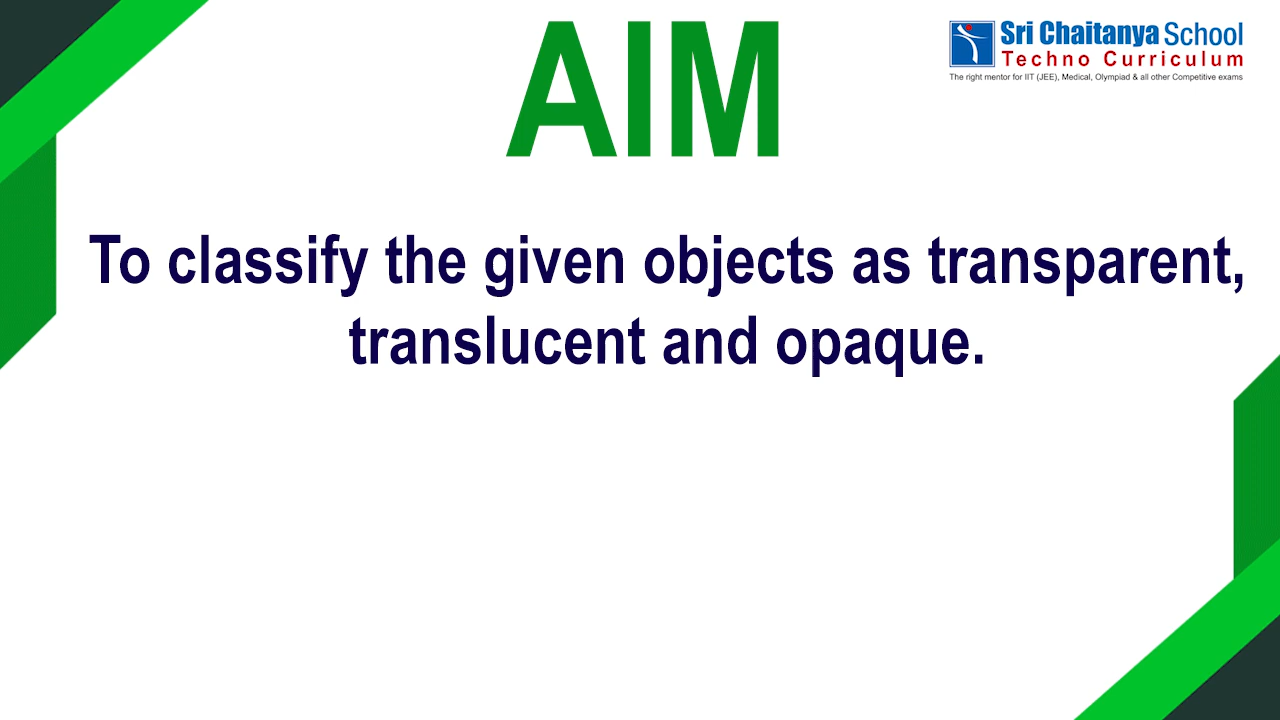 AIM
Sri Chaitanya School
Techno Curriculum
The right mentor for IIT (JEE), Medical, Olympiad & all other Competitive exams
To classify the given objects as transparent,
translucent and opaque.